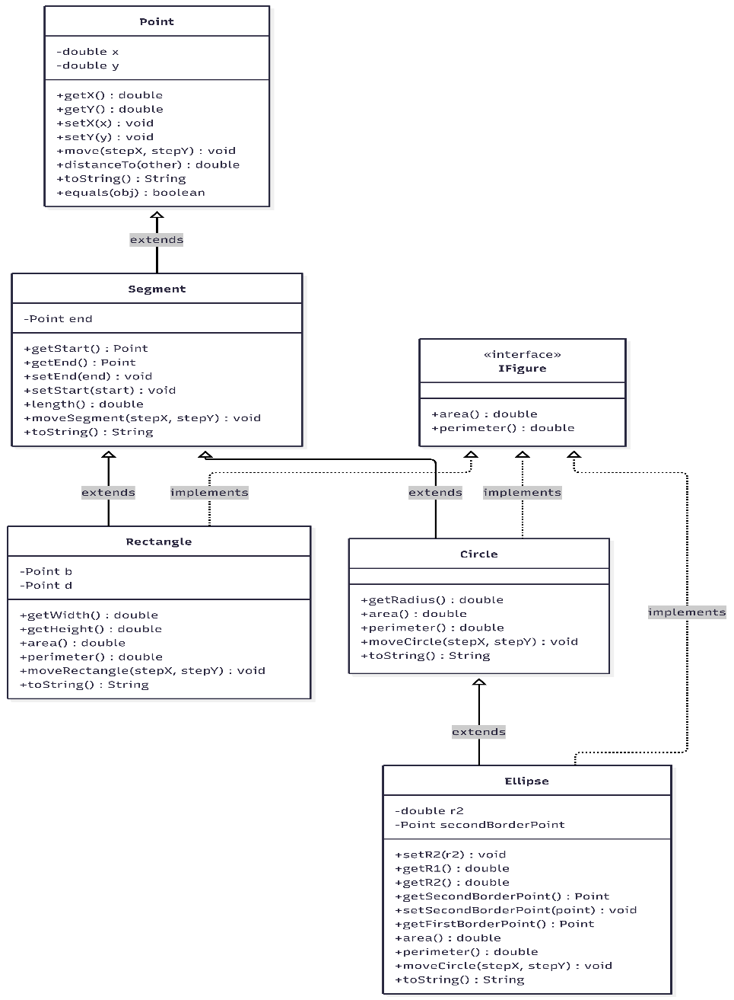 Point
-double x
-double y
+getX() : double
+getY() : double
+setX(x) : void
+setY(y) : void
+move(stepX, stepY) : void
+distanceTo(other) : double
+toString() : String
+equals(obj) : boolean
extends
Segment
-Point end
+getStart() : Point
+getEnd() : Point
+setEnd(end) : void
+setStart(start) : void
+length() : double
+moveSegment(stepX, stepY) : void
+toString() : String
«interface»
IFigure
+area() : double
+perimeter() : double
extends
implements
extends
implements
Rectangle
-Point b
-Point d
+getWidth() : double
+getHeight() : double
+area() : double
+perimeter() : double
+moveRectangle(stepX, stepY) : void
+toString() : String
Circle
+getRadius() : double
+area() : double
+perimeter() : double
+moveCircle(stepX, stepY) : void
+toString() : String
implements
extends
Ellipse
-double r2
-Point secondBorderPoint
+setR2(r2) : void
+getR1() : double
+getR2() : double
+getSecondBorderPoint() : Point
+setSecondBorderPoint(point) : void
+getFirstBorderPoint() : Point
+area() : double
+perimeter() : double
+moveCircle(stepX, stepY) : void
+toString() : String